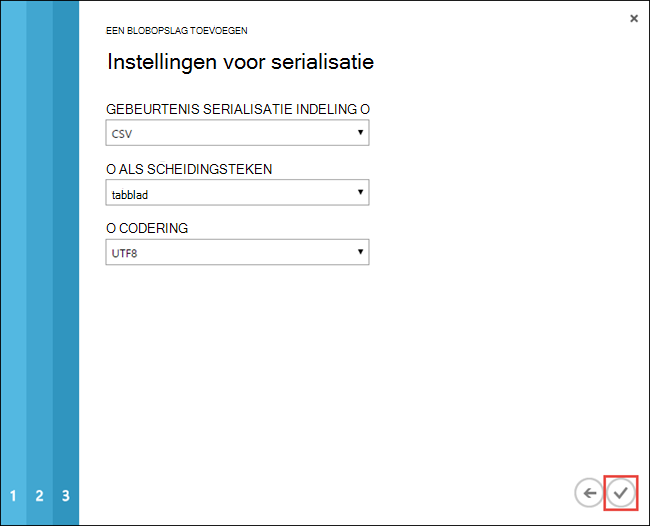 EEN BLOBOPSLAG TOEVOEGEN
Instellingen voor serialisatie
GEBEURTENIS SERIALISATIE INDELING O
CSV
O ALS SCHEIDINGSTEKEN
tabblad
O CODERING
UTF8
1 2 3